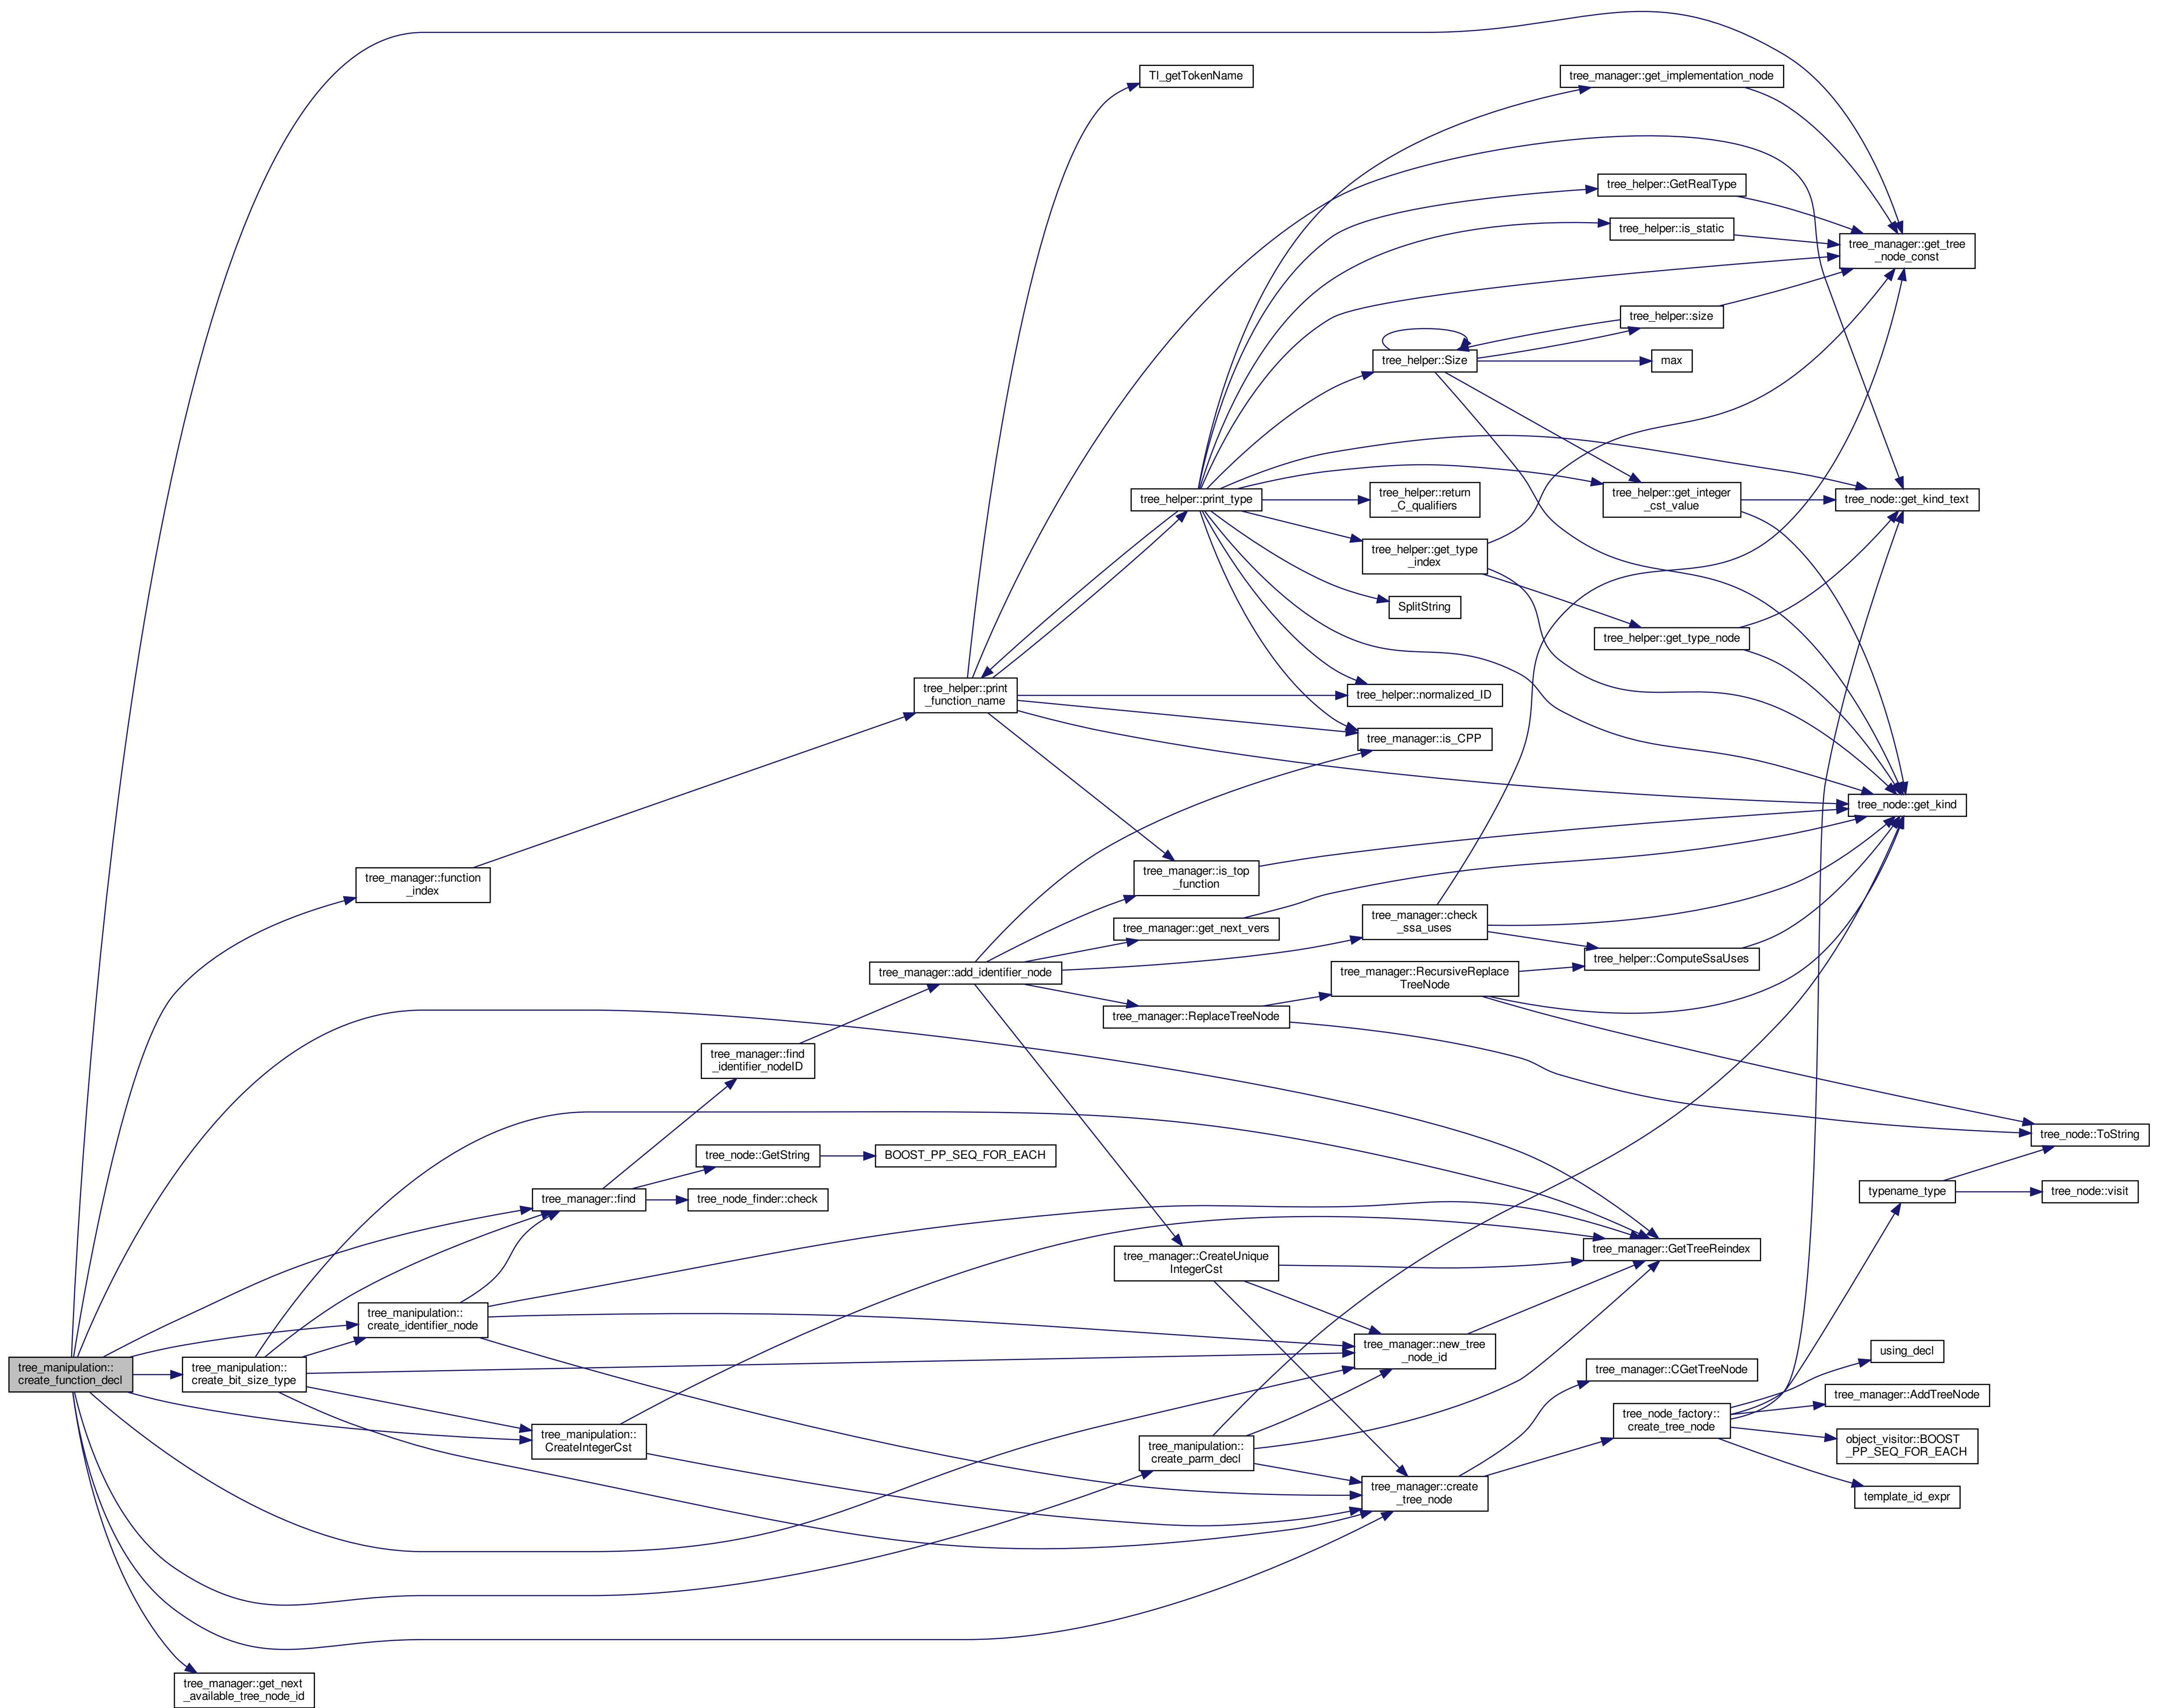 TI_getTokenName
tree_manager::get_implementation_node
tree_helper::GetRealType
tree_helper::is_static
tree_manager::get_tree
_node_const
tree_helper::size
tree_helper::Size
max
tree_helper::print_type
tree_helper::return
_C_qualifiers
tree_helper::get_integer
_cst_value
tree_node::get_kind_text
tree_helper::get_type
_index
SplitString
tree_helper::get_type_node
tree_helper::print
_function_name
tree_helper::normalized_ID
tree_manager::is_CPP
tree_node::get_kind
tree_manager::function
_index
tree_manager::is_top
_function
tree_manager::get_next_vers
tree_manager::check
_ssa_uses
tree_helper::ComputeSsaUses
tree_manager::add_identifier_node
tree_manager::RecursiveReplace
TreeNode
tree_manager::ReplaceTreeNode
tree_manager::find
_identifier_nodeID
tree_node::ToString
tree_node::GetString
BOOST_PP_SEQ_FOR_EACH
tree_manager::find
tree_node_finder::check
typename_type
tree_node::visit
tree_manager::CreateUnique
IntegerCst
tree_manager::GetTreeReindex
tree_manipulation::
create_identifier_node
tree_manager::new_tree
_node_id
using_decl
tree_manipulation::
create_function_decl
tree_manipulation::
create_bit_size_type
tree_manager::CGetTreeNode
tree_manager::AddTreeNode
tree_node_factory::
create_tree_node
tree_manipulation::
CreateIntegerCst
tree_manipulation::
create_parm_decl
object_visitor::BOOST
_PP_SEQ_FOR_EACH
tree_manager::create
_tree_node
template_id_expr
tree_manager::get_next
_available_tree_node_id